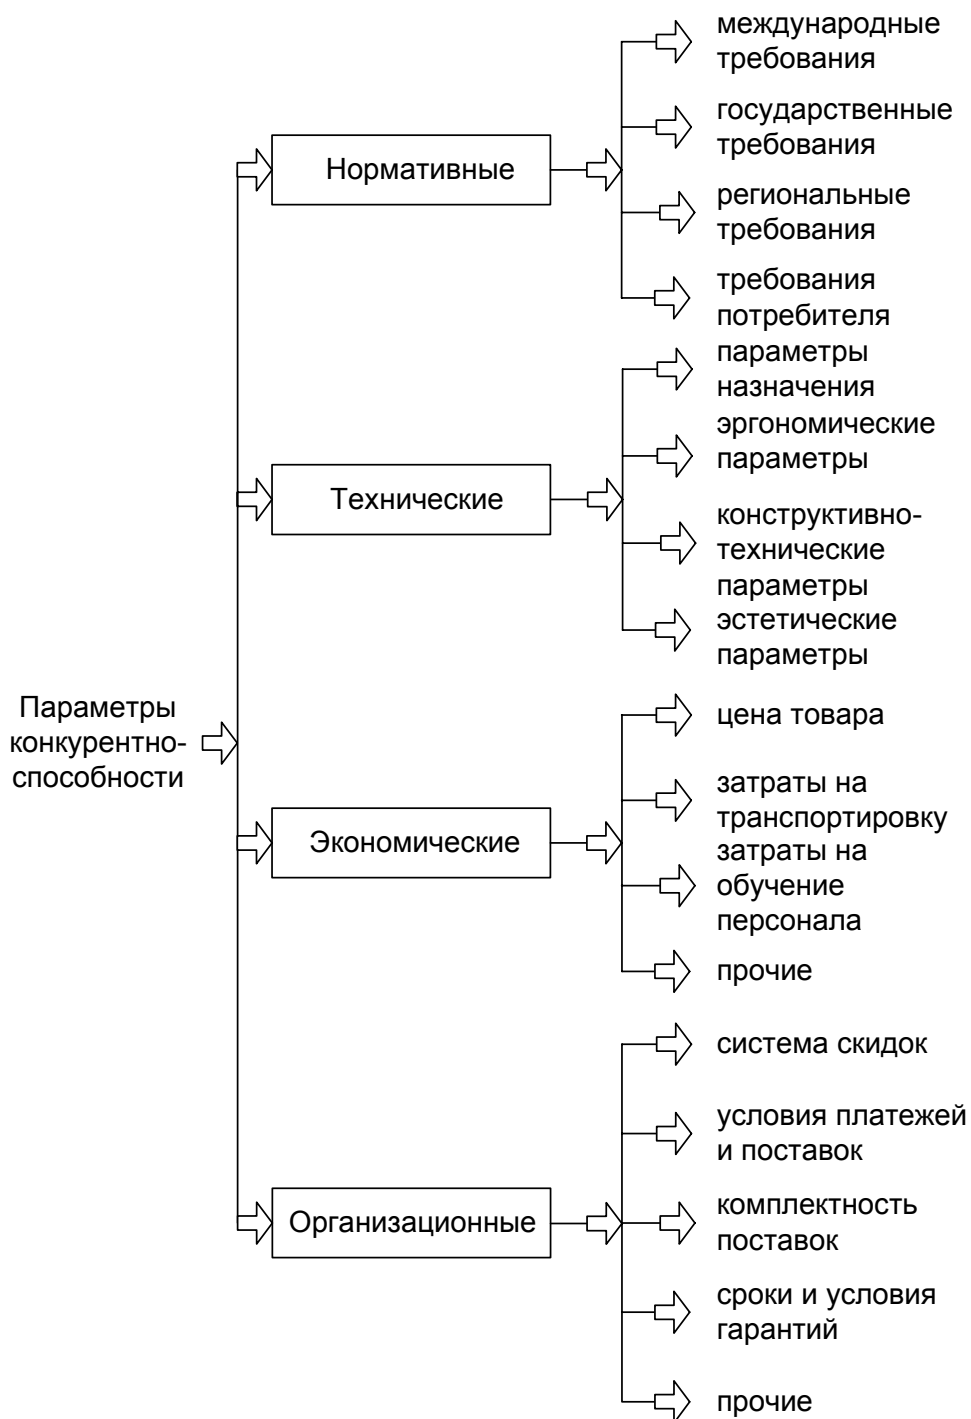 Параметры
конкурентно-
способности
Нормативные
международные
требования
государственные
требования
региональные
требования
требования
потребителя
Технические
параметры
назначения
эргономические
параметры
конструктивно-
технические
параметры
эстетические
параметры
Экономические
цена товара
затраты на
транспортировку
затраты на
обучение
персонала
прочие
Организационные
система скидок
условия платежей
и поставок
комплектность
поставок
сроки и условия
гарантий
прочие